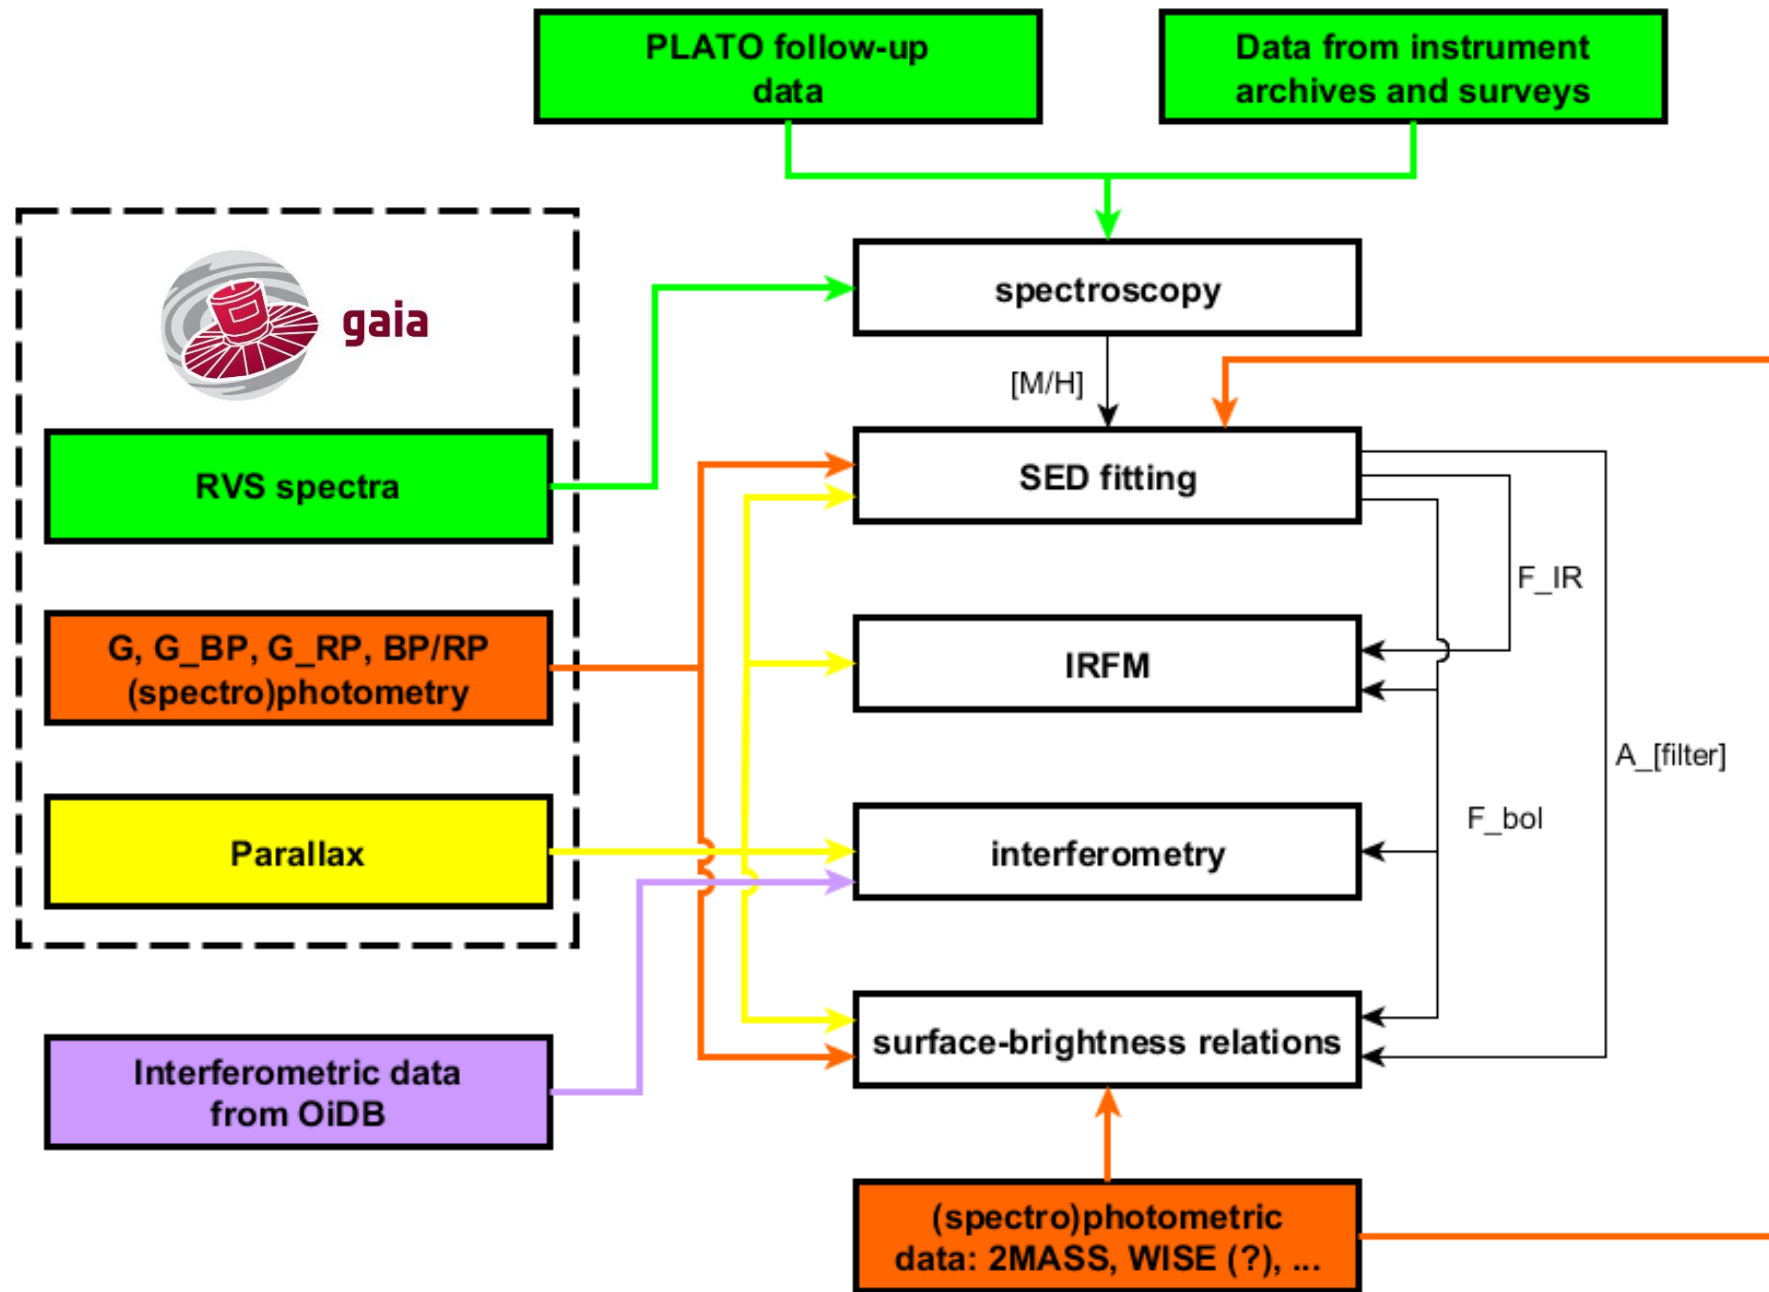 PLATO follow-up
data
Data from instrument
archives and surveys
gaia
spectroscopy
[M/H]
RVS spectra
SED fitting
F_IR
G, G_BP, G_RP, BP/RP
(spectro)photometry
IRFM
A_[filter]
F_bol
Parallax
interferometry
surface-brightness relations
Interferometric data
from OiDB
(spectro)photometric
data: 2MASS, WISE (?), ...